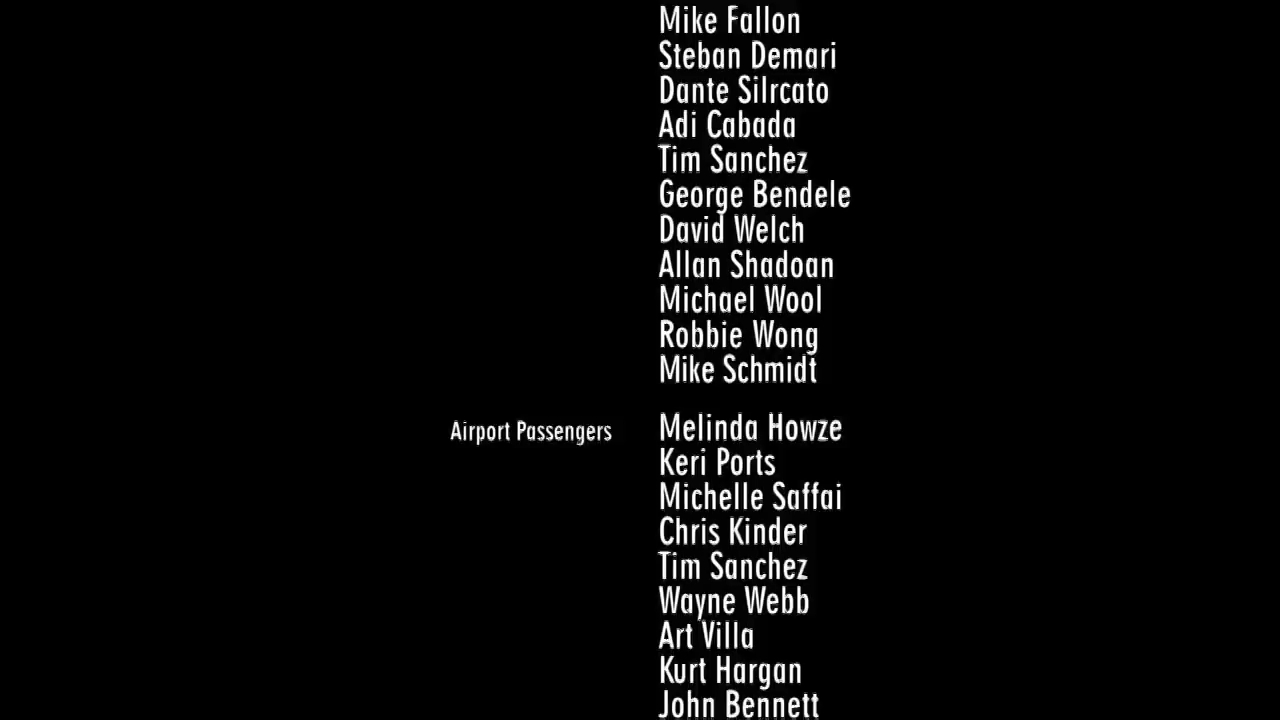 Mike Fallon
Steban Demari
Dante Silrcato
Adi Cabada
Tim Sanchez
George Bendele
David Welch
Allan Shadoan
Michael Wool
Robbie Wong
Mike Schmidt
Airport Passengers Melinda Howze
Keri Ports
Michelle Saffai
Chris Kinder
Tim Sanchez
Wayne Webb
Art Villa
Kurt Hargan
John Bennett